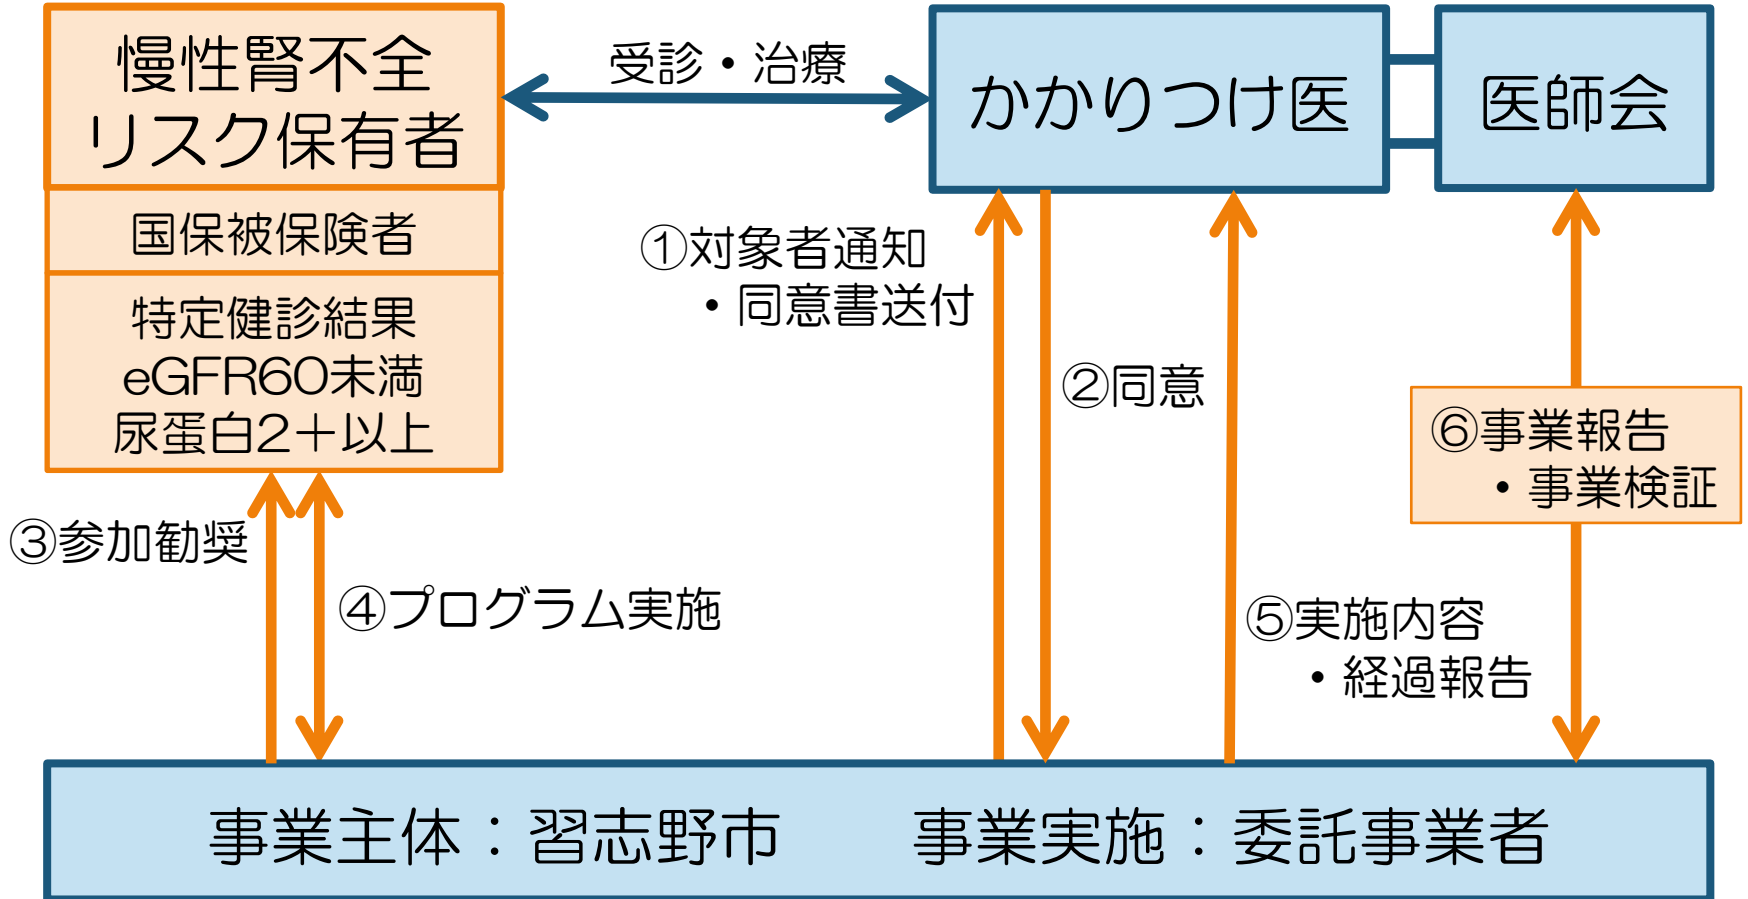 慢性腎不全
リスク保有者
国保被保険者
特定健診結果
eGFR60未満
尿蛋白2＋以上
受診・治療
かかりつけ医
医師会
①対象者通知
・同意書送付
②同意
③参加勧奨
④プログラム実施
⑤実施内容
・経過報告
⑥事業報告
・事業検証
事業主体：習志野市　事業実施：委託事業者